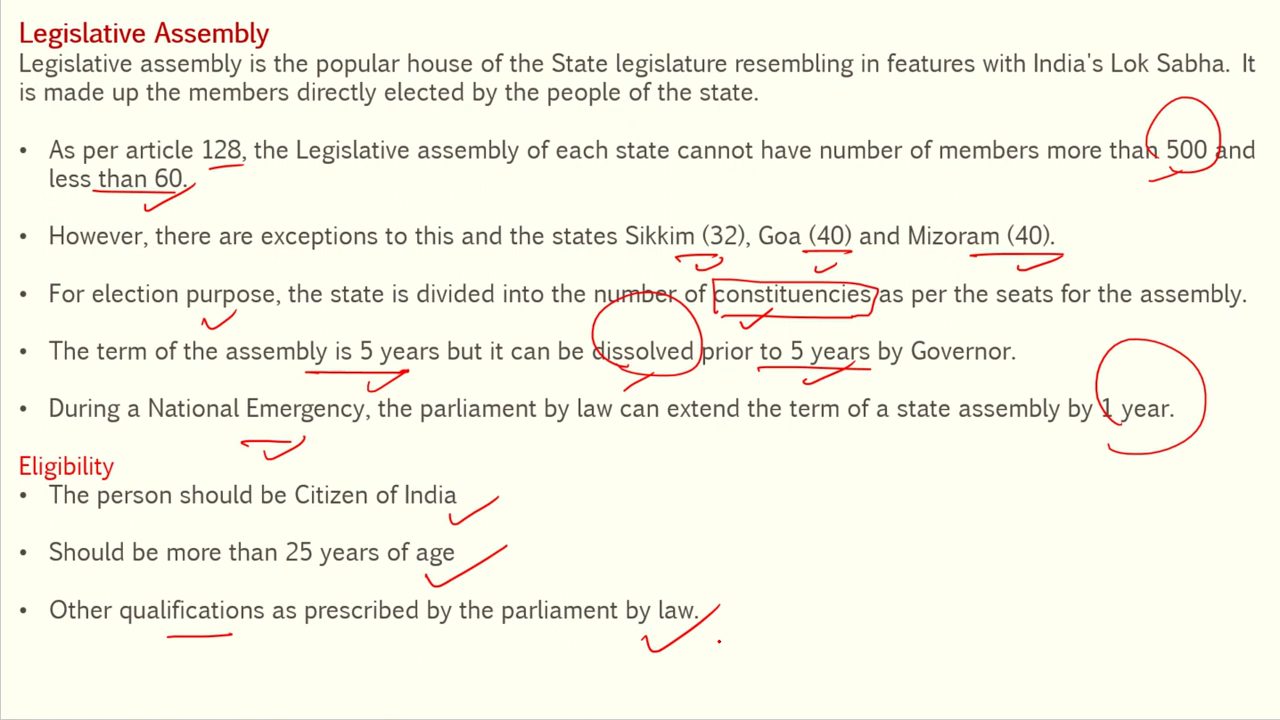 Legislative Assembly
Legislative assembly is the popular house of the State legislature resembling in features with India's Lok Sabha. It
is made up the members directly elected by the people of the state.
• As per article 128, the Legislative assembly of each state cannot have number of members more than 500 and
less than 60.
• However, there are exceptions to this and the states Sikkim (32), Goa (40) and Mizoram (40).
• For election purpose, the state is divided into the number of constituencies as per the seats for the assembly.
• The term of the assembly is 5 years but it can be dissolved prior to 5 years by Governor.
• During a National Emergency, the parliament by law can extend the term of a state assembly by 1 year.
Eligibility
• The person should be Citizen of India
• Should be more than 25 years of age
• Other qualifications as prescribed by the parliament by law.